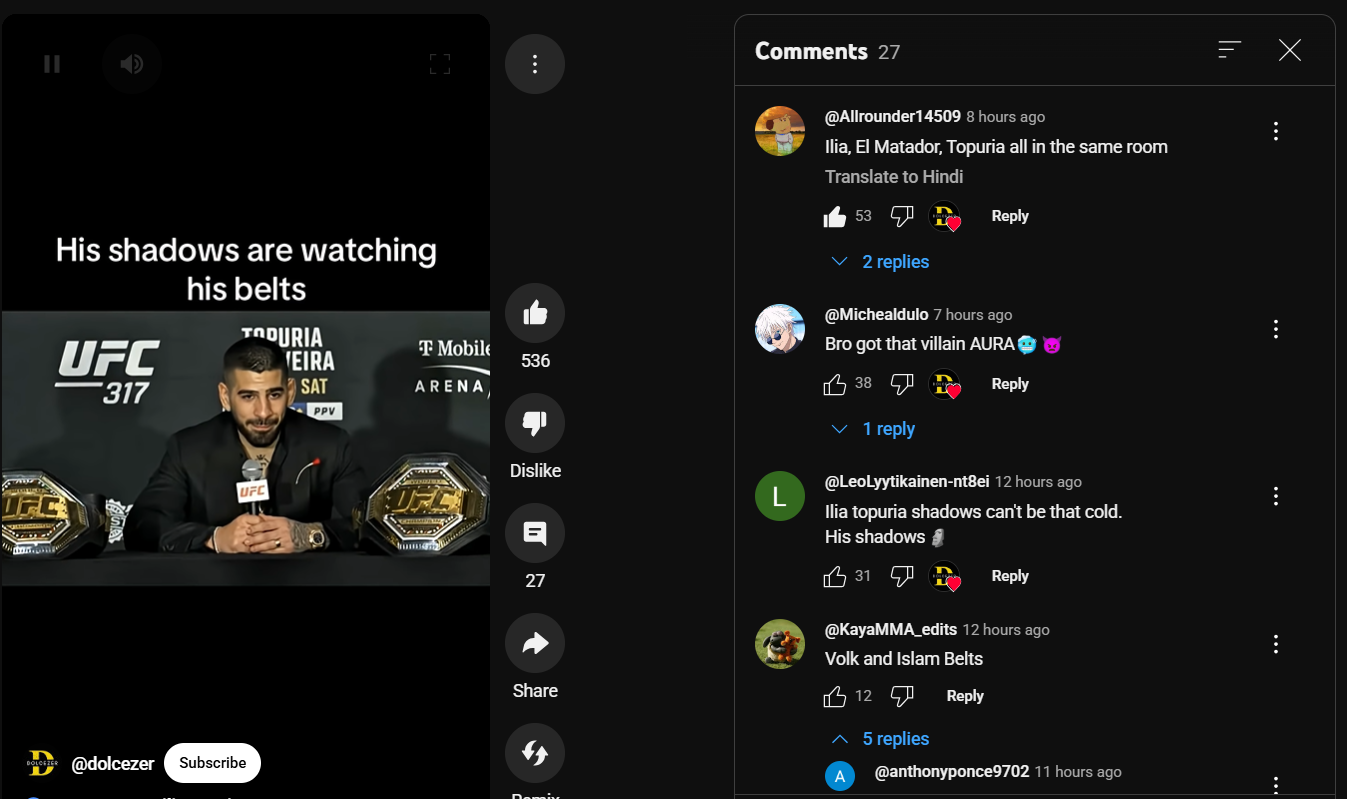 His shadows are watching
his belts
UFC
317
TOPURIA
SAT
PPV
T Mobile
ARENA
UFC
UFC
UFC
DOLCEZER
@dolcezer
Subscribe
536
Dislike
27
Share
Remix
Comments 27
@Allrounder14509 8 hours ago
Ilia, El Matador, Topuria all in the same room
Translate to Hindi
53
Reply
2 replies
@Michealdulo 7 hours ago
Bro got that villain AURA🥶😈
38
Reply
1 reply
L
@LeoLyytikainen-nt8ei 12 hours ago
Ilia topuria shadows can't be that cold.
His shadows 🗿
31
Reply
@KayaMMA_edits 12 hours ago
Volk and Islam Belts
12
Reply
5 replies
A
@anthonyponce9702 11 hours ago